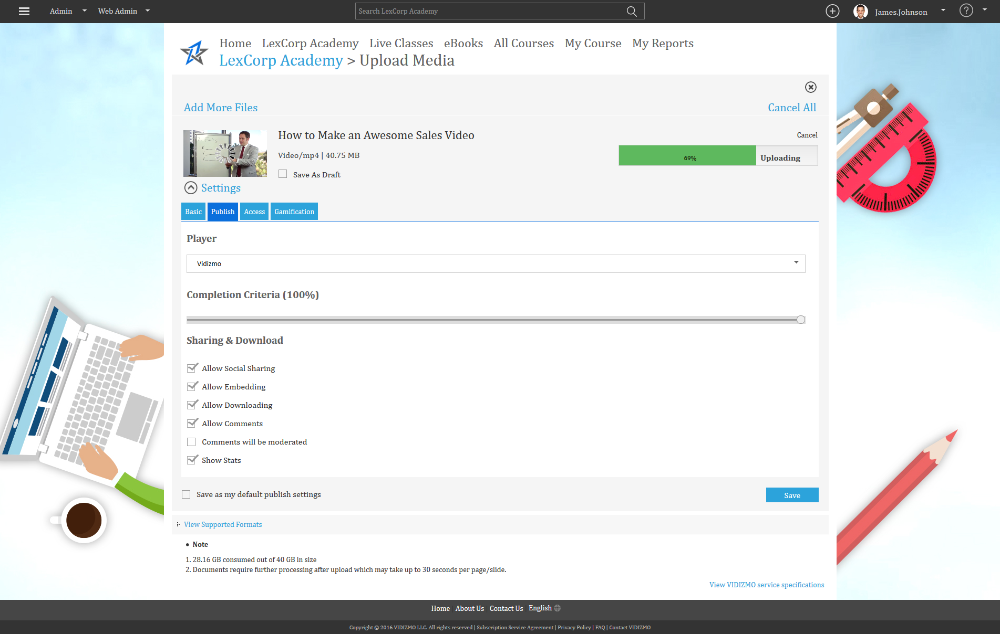 Admin Web Admin Search LexCorp Academy James.Johnson ?
Home LexCorp Academy Live Classes eBooks All Courses My Course My Reports
LexCorp Academy > Upload Media
Add More Files Cancel All
How to Make an Awesome Sales Video Cancel
Video/mp4 | 40.75 MB 69% Uploading
Save As Draft
Settings
Basic Publish Access Gamification
Player
Vidizmo
Completion Criteria (100%)
Sharing & Download
Allow Social Sharing
Allow Embedding
Allow Downloading
Allow Comments
Comments will be moderated
Show Stats
Save as my default publish settings Save
View Supported Formats
• Note
1. 28.16 GB consumed out of 40 GB in size
2. Documents require further processing after upload which may take up to 30 seconds per page/slide.
View VIDIZMO service specifications
Home | About Us | Contact Us | English
Copyright © 2016 VIDIZMO LLC. All rights reserved | Subscription Service Agreement | Privacy Policy | FAQ | Contact VIDIZMO